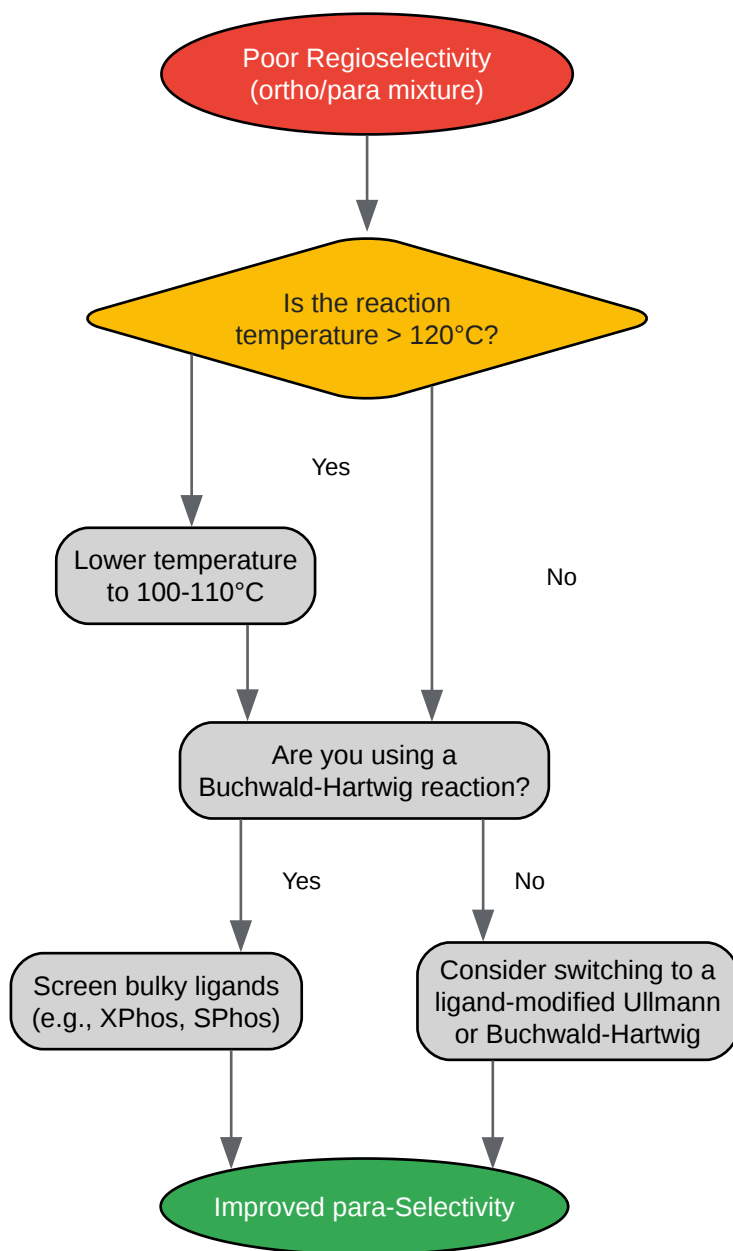 Poor Regioselectivity
(ortho/para mixture)
Is the reaction
temperature > 120°C?
Yes
Lower temperature
to 100-110°C
No
Are you using a
Buchwald-Hartwig reaction?
Yes
No
Screen bulky ligands
(e.g., XPhos, SPhos)
Consider switching to a
ligand-modified Ullmann
or Buchwald-Hartwig
Improved para-Selectivity